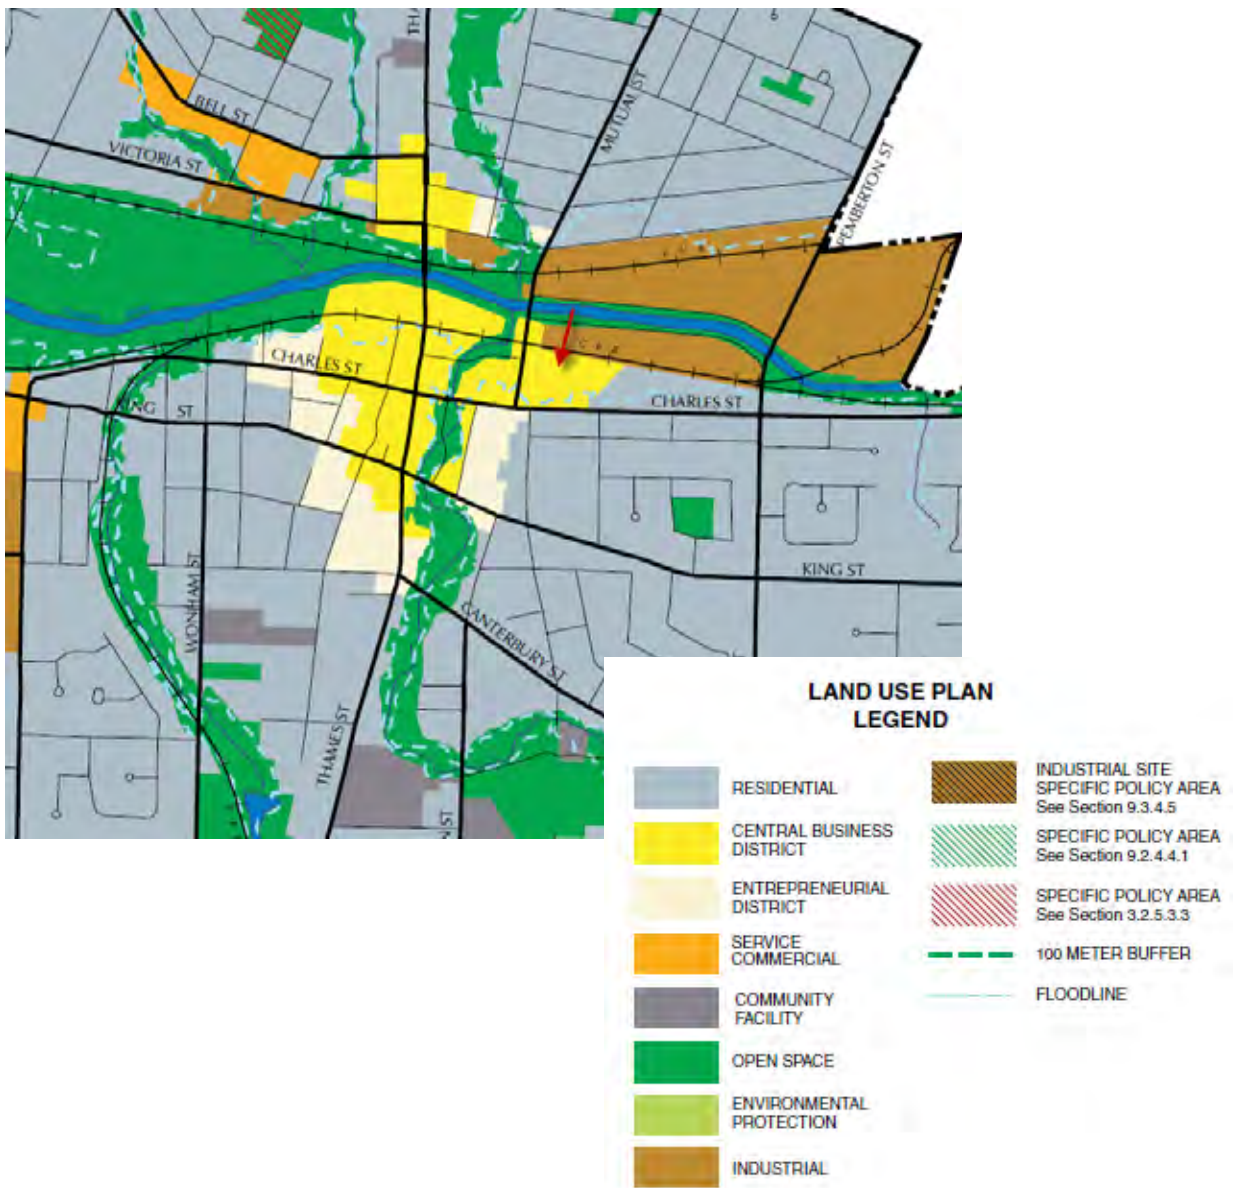 THA
BELL ST
VICTORIA ST
MUTUAL ST
PEMBERTON ST
C P R
CHARLES ST
CHARLES ST
KING ST
KING ST
WONHAM ST
CANTERBURY ST
THAMES ST
N ST
LAND USE PLAN
LEGEND
RESIDENTIAL
CENTRAL BUSINESS
DISTRICT
ENTREPRENEURIAL
DISTRICT
SERVICE
COMMERCIAL
COMMUNITY
FACILITY
OPEN SPACE
ENVIRONMENTAL
PROTECTION
INDUSTRIAL
INDUSTRIAL SITE
SPECIFIC POLICY AREA
See Section 9.3.4.5
SPECIFIC POLICY AREA
See Section 9.2.4.4.1
SPECIFIC POLICY AREA
See Section 3.2.5.3.3
100 METER BUFFER
FLOODLINE